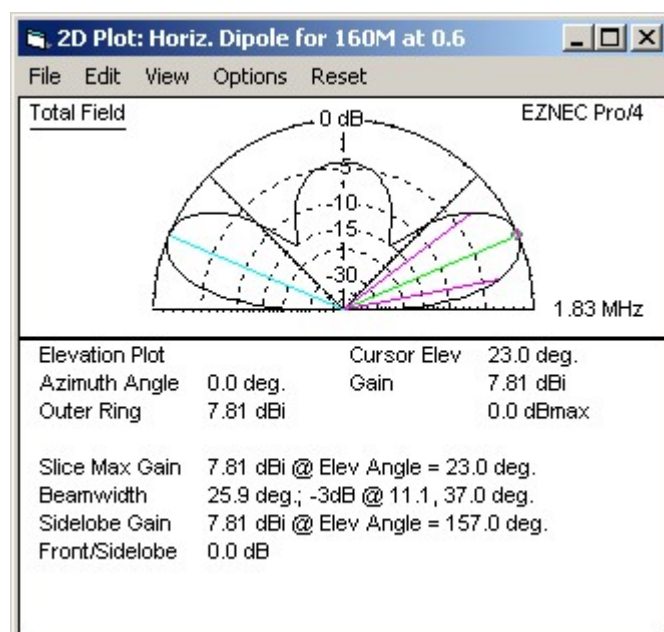 2D Plot: Horiz. Dipole for 160M at 0.6
File Edit View Options Reset
Total Field
0 dB
EZNEC Pro/4
-5
-10
-15
-30
1.83 MHz
Elevation Plot Cursor Elev 23.0 deg.
Azimuth Angle 0.0 deg. Gain 7.81 dBi
Outer Ring 7.81 dBi 0.0 dBmax
Slice Max Gain 7.81 dBi @ Elev Angle = 23.0 deg.
Beamwidth 25.9 deg.; -3dB @ 11.1, 37.0 deg.
Sidelobe Gain 7.81 dBi @ Elev Angle = 157.0 deg.
Front/Sidelobe 0.0 dB